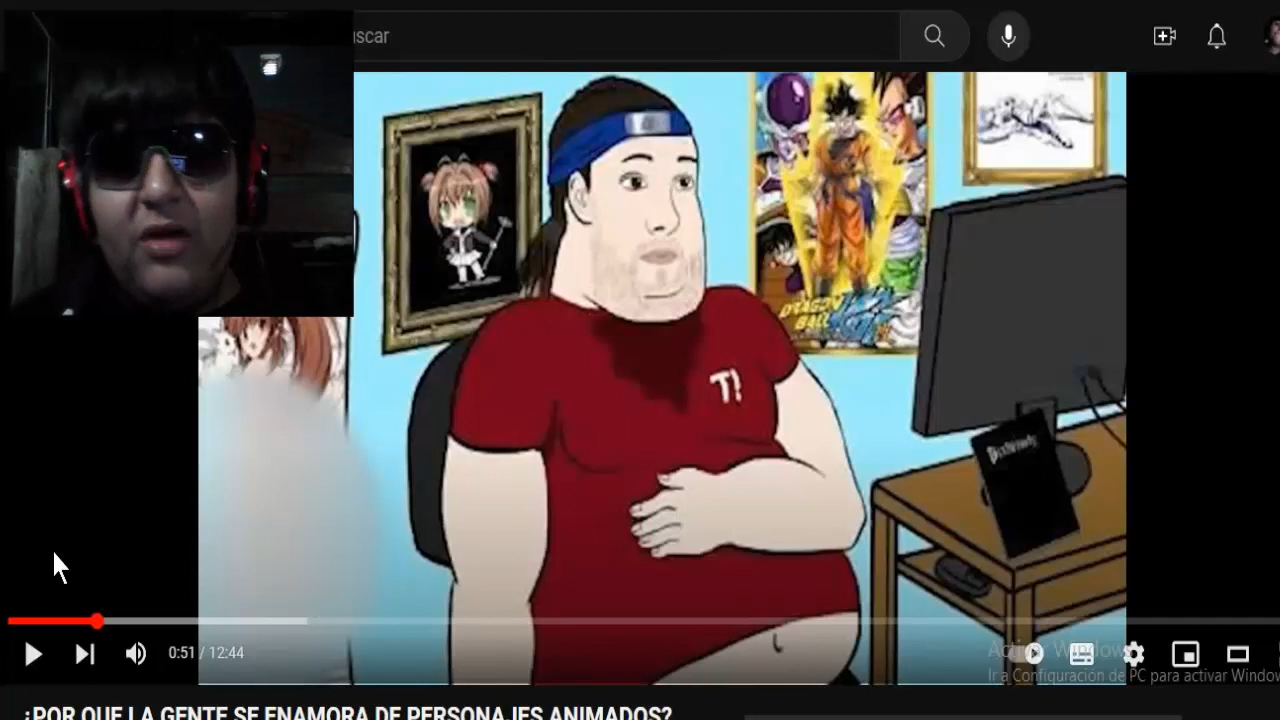 uscar
DRAGON
BALL
T!
0:51 / 12:44
Activar Windows
Ir a Configuración de PC para activar Window
¿POR QUE LA GENTE SE ENAMORA DE PERSONAJES ANIMADOS?